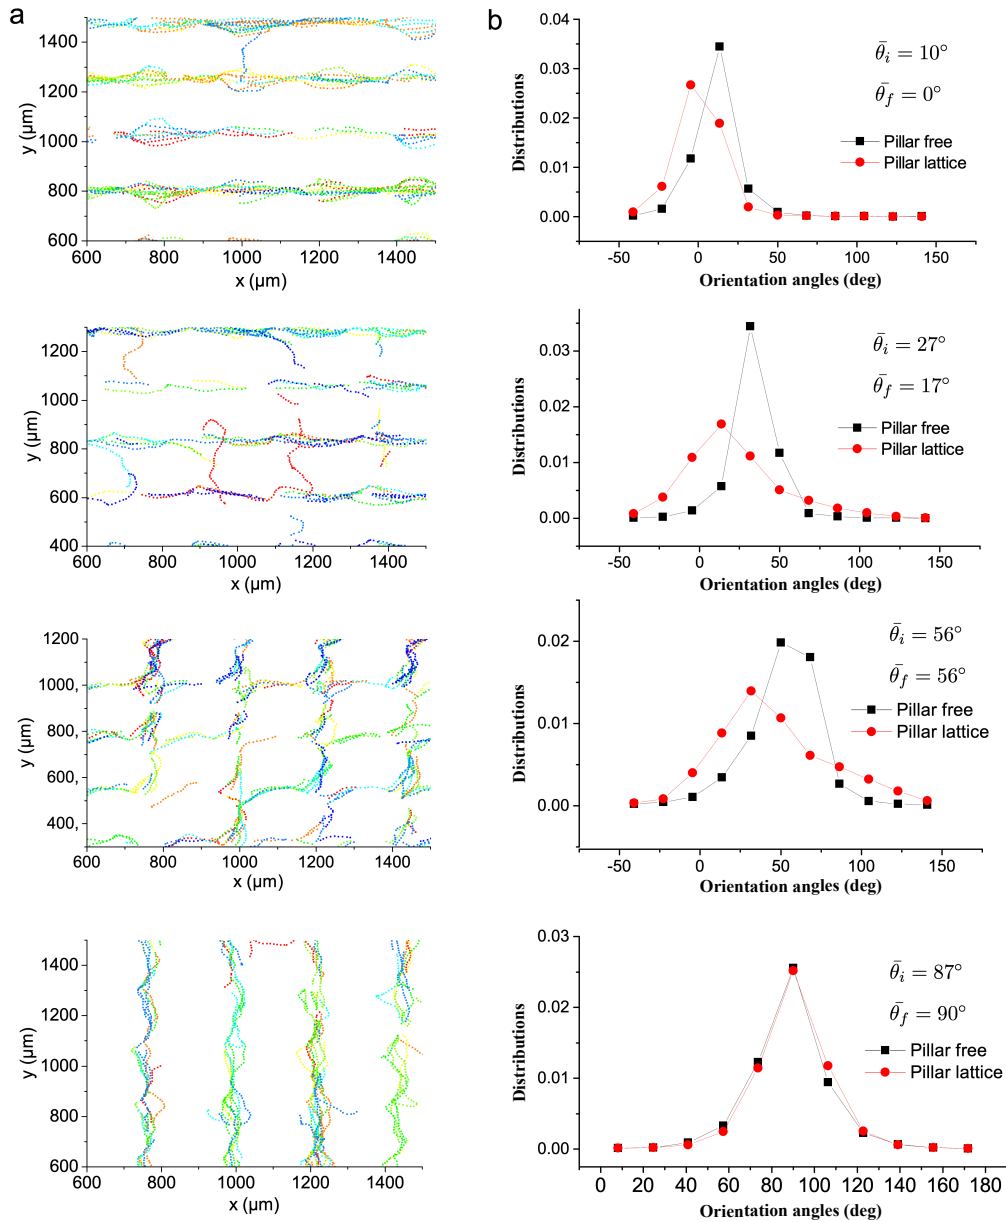 a
1400
1200
1000
800
600
y (µm)
600
800
1000
1200
1400
x (µm)
b
0.04
0.03
0.02
0.01
0.00
Distributions
θ̄i = 10°
θ̄f = 0°
Pillar free
Pillar lattice
-50
0
50
100
150
Orientation angles (deg)
1200
1000
800
600
400
y (µm)
600
800
1000
1200
1400
x (µm)
0.03
0.02
0.01
0.00
Distributions
θ̄i = 27°
θ̄f = 17°
Pillar free
Pillar lattice
-50
0
50
100
150
Orientation angles (deg)
1200
1000,
800
600,
400,
y (µm)
600
800
1000
1200
1400
x (µm)
0.02
0.01
0.00
Distributions
θ̄i = 56°
θ̄f = 56°
Pillar free
Pillar lattice
-50
0
50
100
150
Orientation angles (deg)
1400
1200
1000
800
600
y (µm)
600
800
1000
1200
1400
x (µm)
0.03
0.02
0.01
0.00
Distributions
θ̄i = 87°
θ̄f = 90°
Pillar free
Pillar lattice
0
20
40
60
80
100
120
140
160
180
Orientation angles (deg)